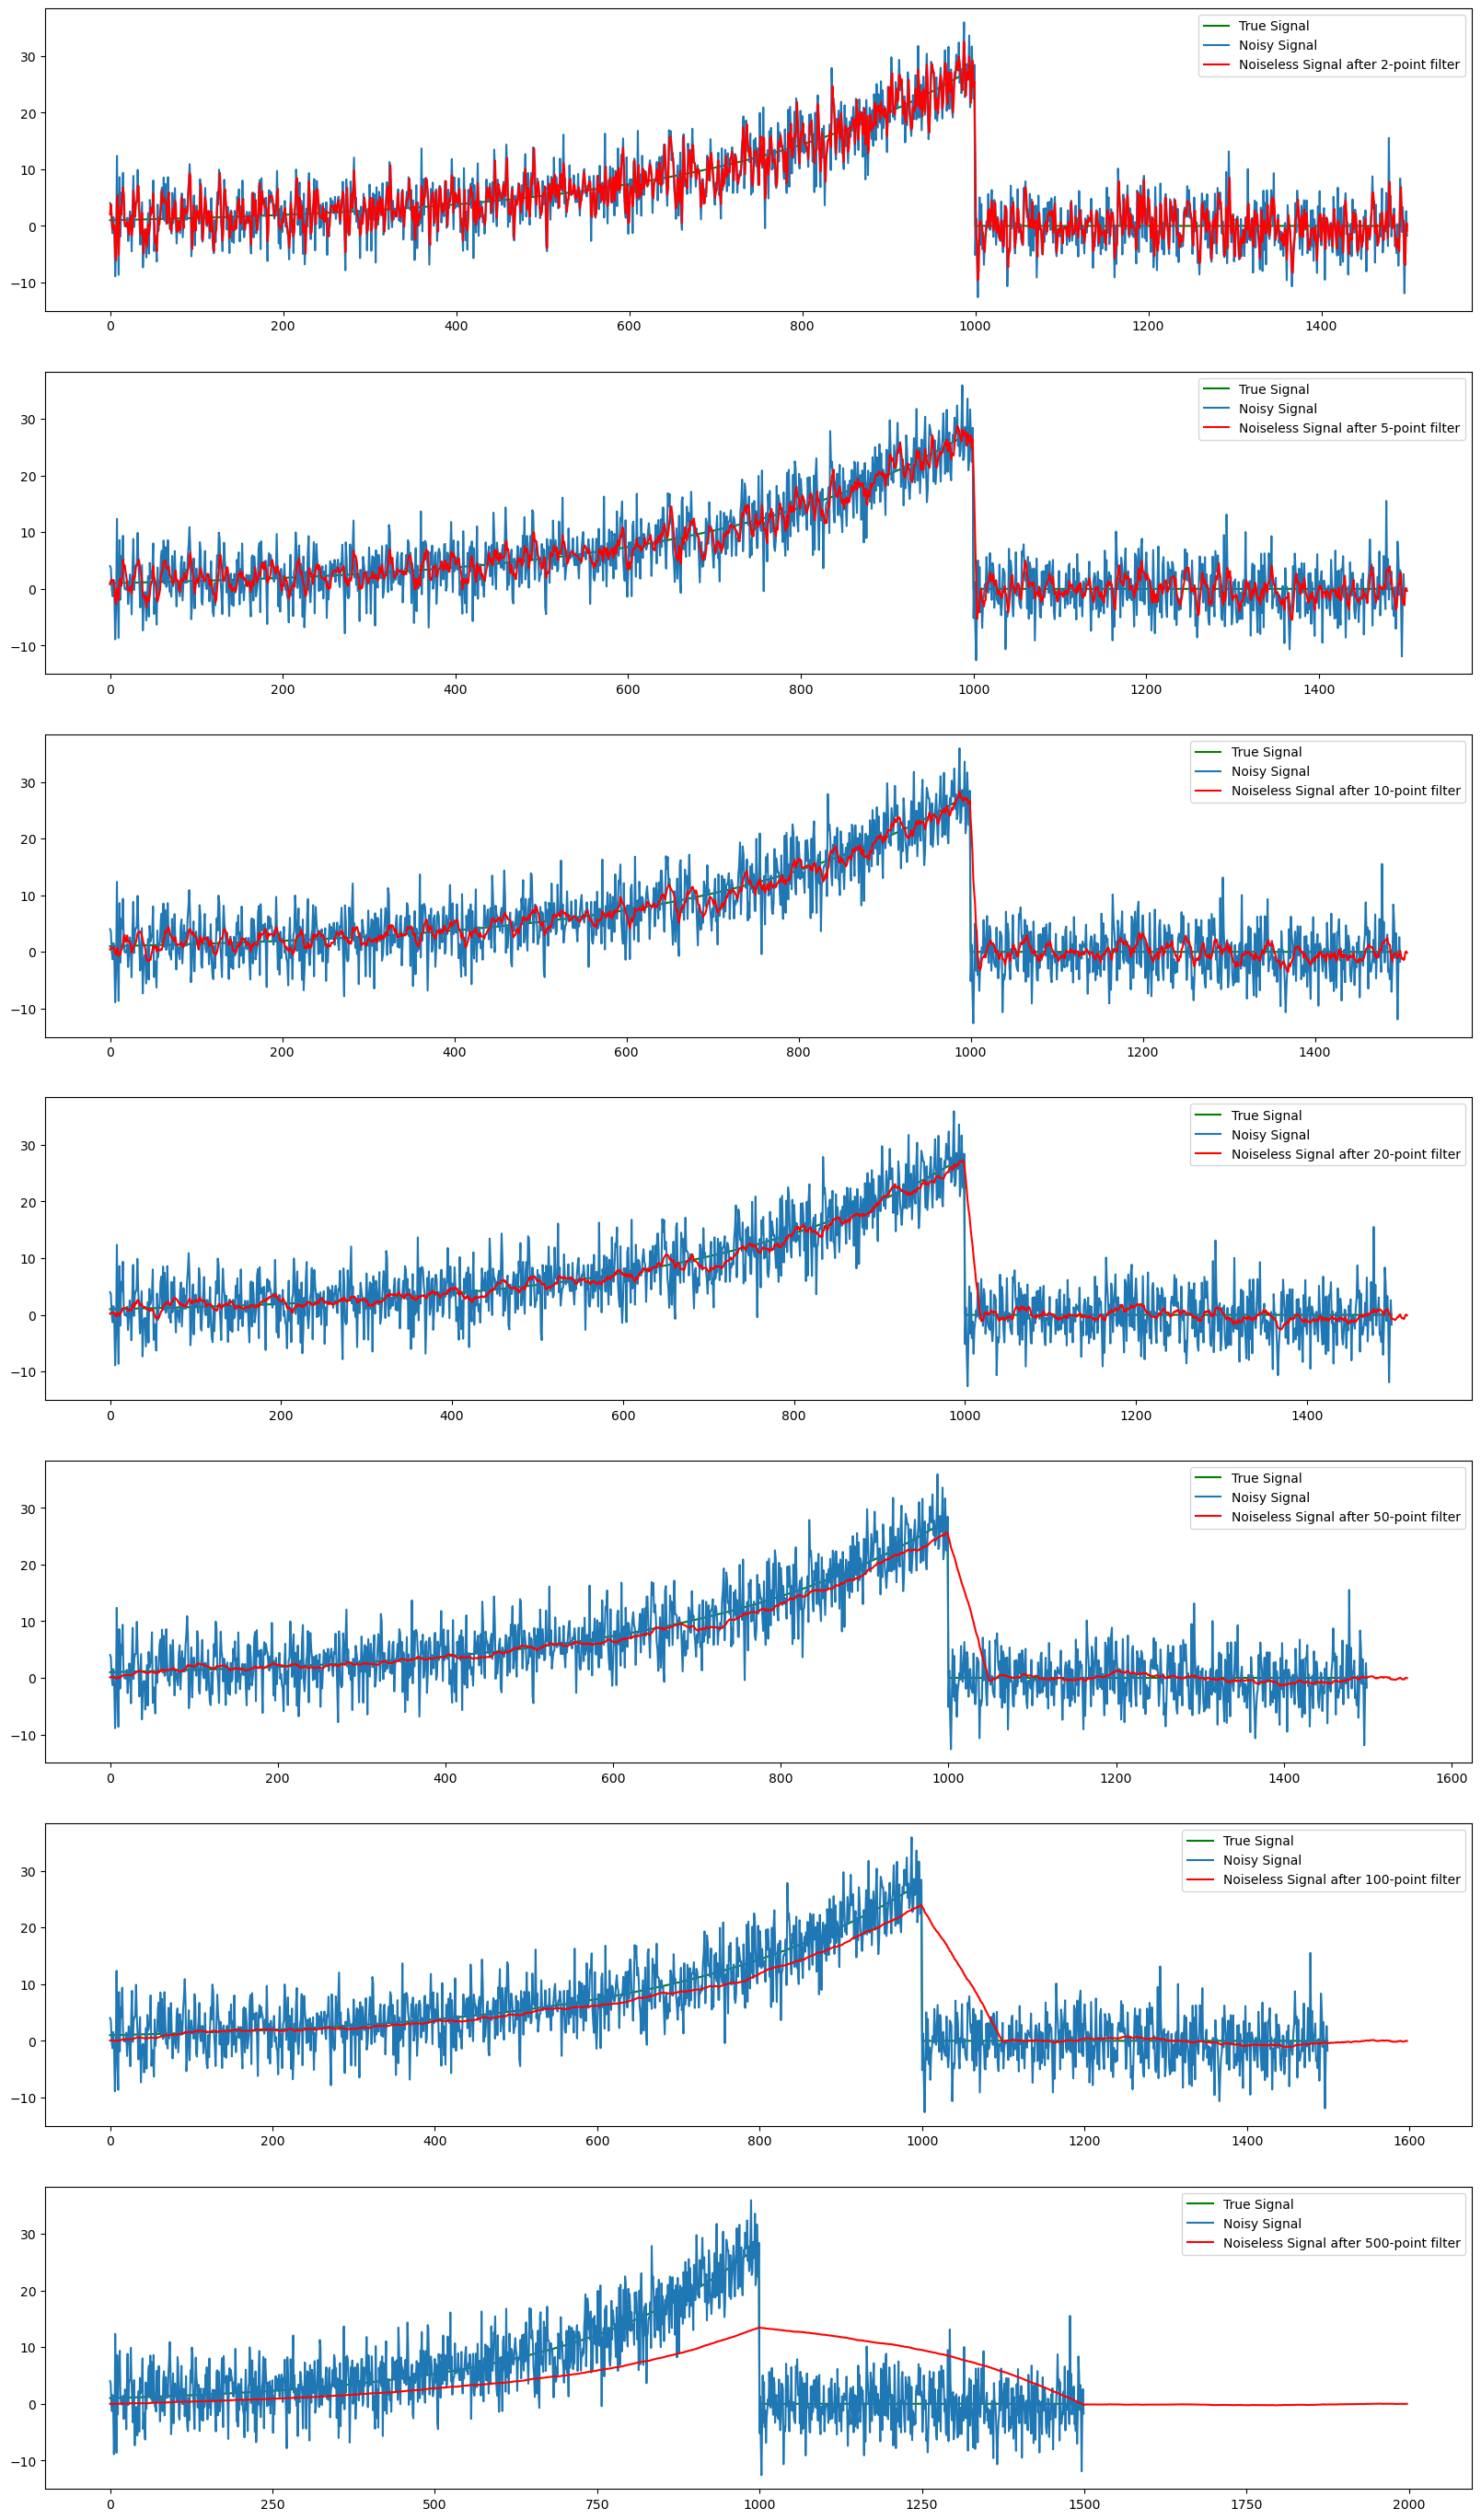 True Signal
Noisy Signal
Noiseless Signal after 2-point filter
30
20
10
0
−10
0 200 400 600 800 1000 1200 1400
True Signal
Noisy Signal
Noiseless Signal after 5-point filter
30
20
10
0
−10
0 200 400 600 800 1000 1200 1400
True Signal
Noisy Signal
Noiseless Signal after 10-point filter
30
20
10
0
−10
0 200 400 600 800 1000 1200 1400
True Signal
Noisy Signal
Noiseless Signal after 20-point filter
30
20
10
0
−10
0 200 400 600 800 1000 1200 1400
True Signal
Noisy Signal
Noiseless Signal after 50-point filter
30
20
10
0
−10
0 200 400 600 800 1000 1200 1400 1600
True Signal
Noisy Signal
Noiseless Signal after 100-point filter
30
20
10
0
−10
0 200 400 600 800 1000 1200 1400 1600
True Signal
Noisy Signal
Noiseless Signal after 500-point filter
30
20
10
0
−10
0 250 500 750 1000 1250 1500 1750 2000